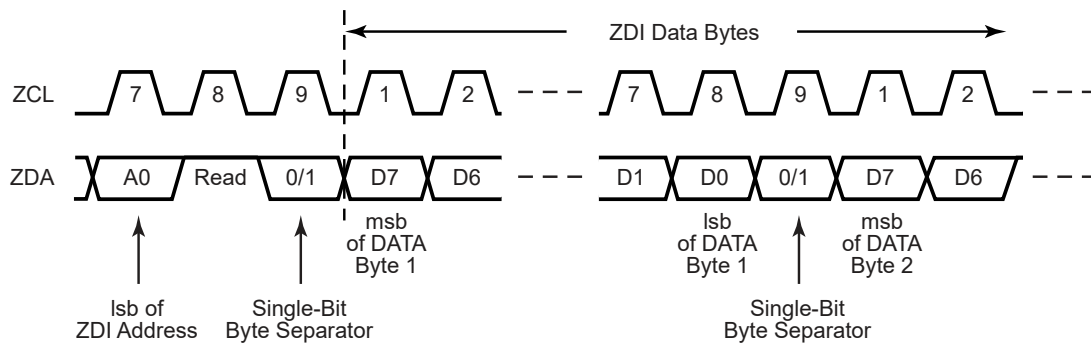 ZDI Data Bytes
ZCL 7 8 9 1 2 7 8 9 1 2
ZDA A0 Read 0/1 D7 D6 D1 D0 0/1 D7 D6
msb
of DATA
Byte 1
lsb
of DATA
Byte 1
msb
of DATA
Byte 2
lsb of
ZDI Address
Single-Bit
Byte Separator
Single-Bit
Byte Separator